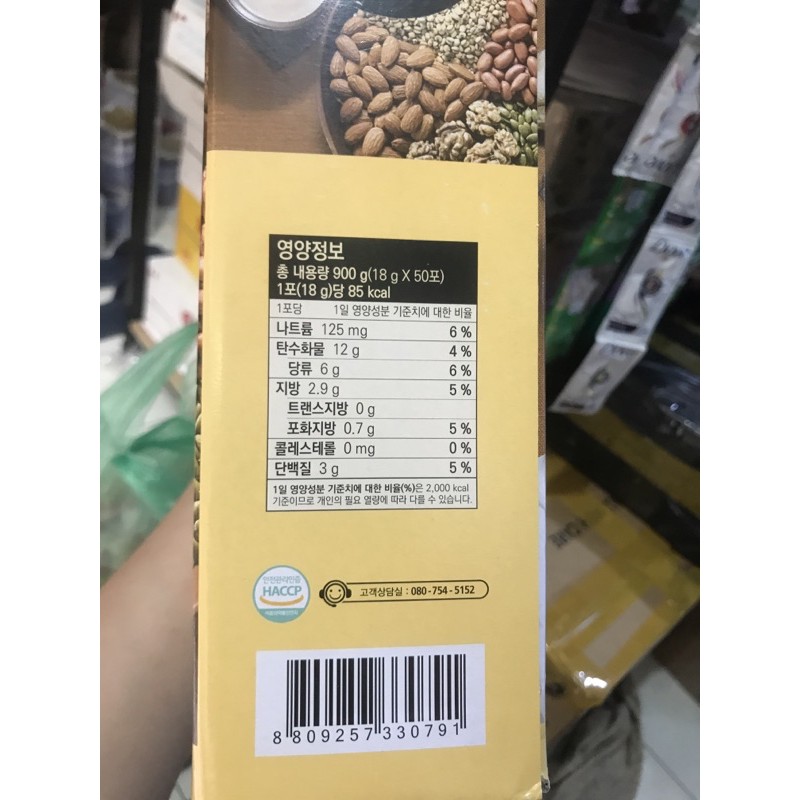 영양정보
총 내용량 900 g(18 g X 50포)
1포(18 g)당 85 kcal
1포당 1일 영양성분 기준치에 대한 비율
나트륨 125 mg 6 %
탄수화물 12 g 4 %
당류 6 g 6 %
지방 2.9 g 5 %
트랜스지방 0 g
포화지방 0.7 g 5 %
콜레스테롤 0 mg 0 %
단백질 3 g 5 %
1일 영양성분 기준치에 대한 비율(%)은 2,000 kcal
기준이므로 개인의 필요 열량에 따라 다를 수 있습니다.
안전관리인증
HACCP
고객상담실 : 080-754-5152
8 809257 330791